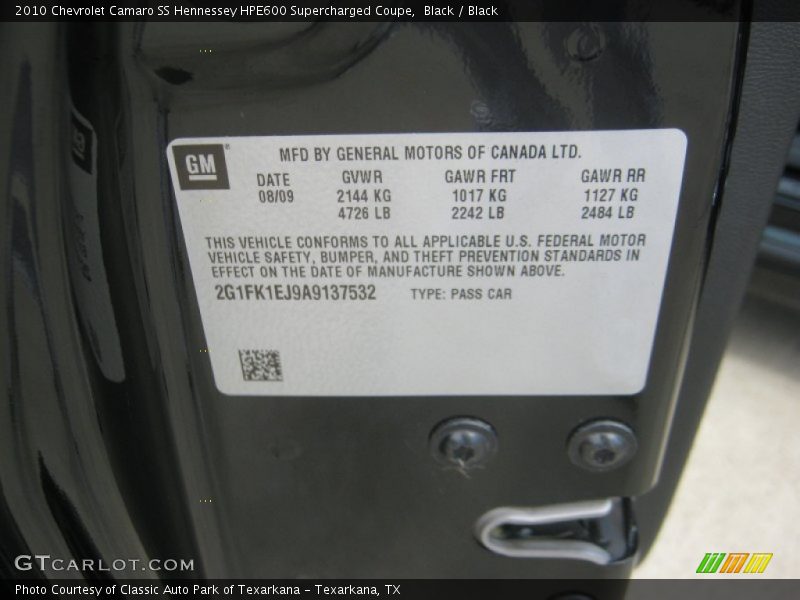 2010 Chevrolet Camaro SS Hennessey HPE600 Supercharged Coupe,  Black / Black
GM
MFD BY GENERAL MOTORS OF CANADA LTD.
DATE GVWR GAWR FRT GAWR RR
08/09 2144 KG 1017 KG 1127 KG
4726 LB 2242 LB 2484 LB
THIS VEHICLE CONFORMS TO ALL APPLICABLE U.S. FEDERAL MOTOR
VEHICLE SAFETY, BUMPER, AND THEFT PREVENTION STANDARDS IN
EFFECT ON THE DATE OF MANUFACTURE SHOWN ABOVE.
2G1FK1EJ9A9137532 TYPE: PASS CAR
GTCARLOT.COM
Photo Courtesy of Classic Auto Park of Texarkana - Texarkana, TX